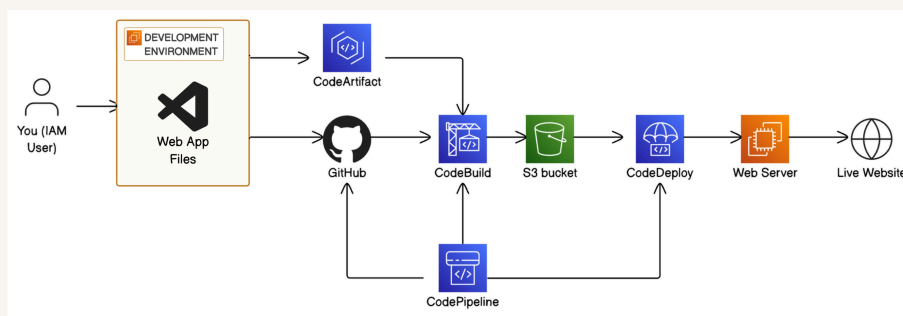 DEVELOPMENT
ENVIRONMENT
Web App
Files
You (IAM
User)
CodeArtifact
GitHub
CodeBuild
S3 bucket
CodeDeploy
Web Server
Live Website
CodePipeline